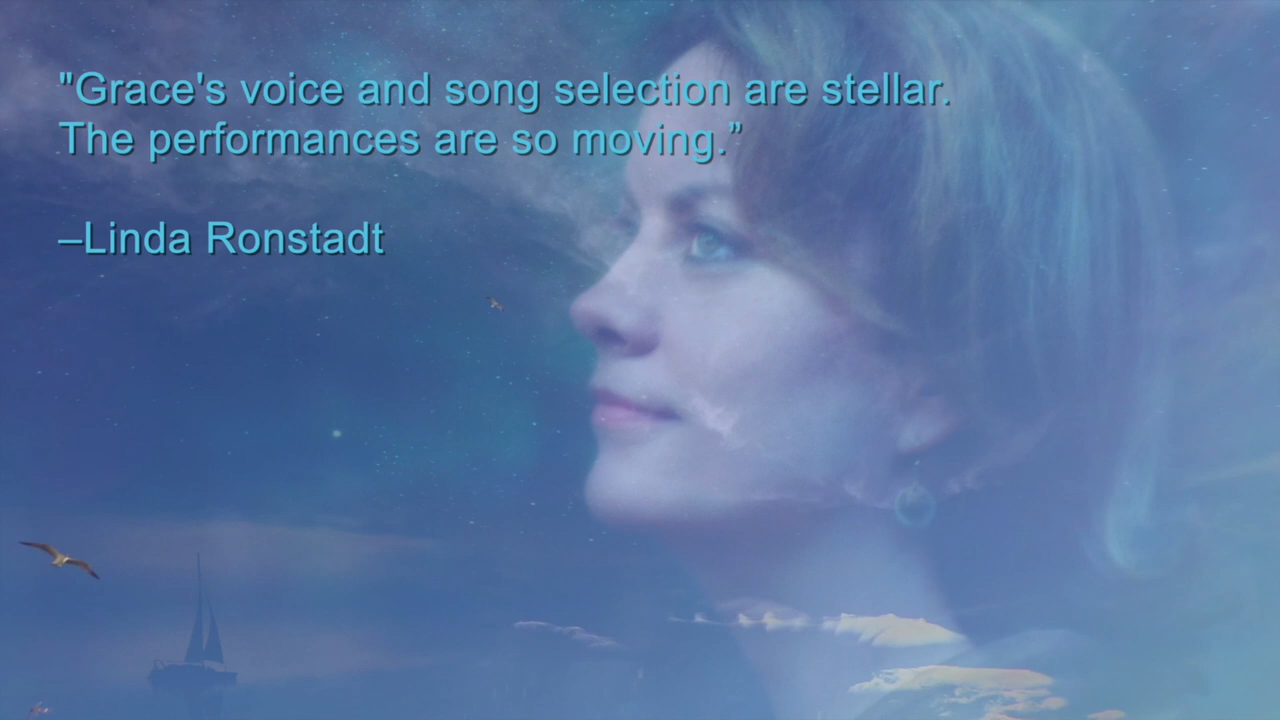 "Grace's voice and song selection are stellar.
The performances are so moving.”
–Linda Ronstadt